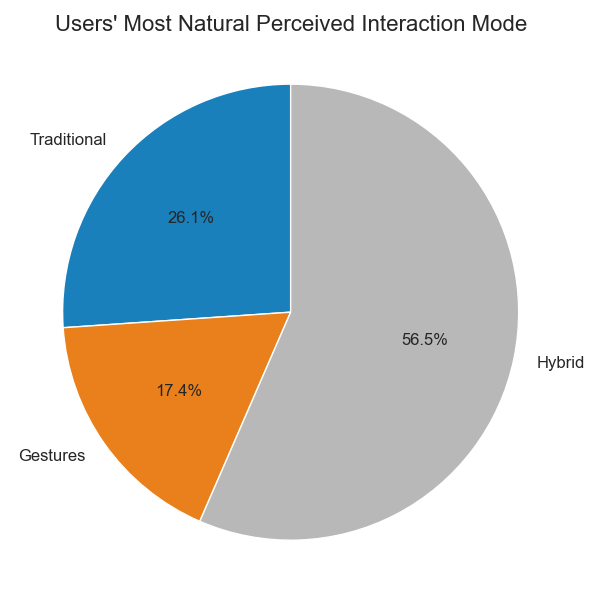 Users' Most Natural Perceived Interaction Mode
Traditional
26.1%
56.5%
Hybrid
17.4%
Gestures